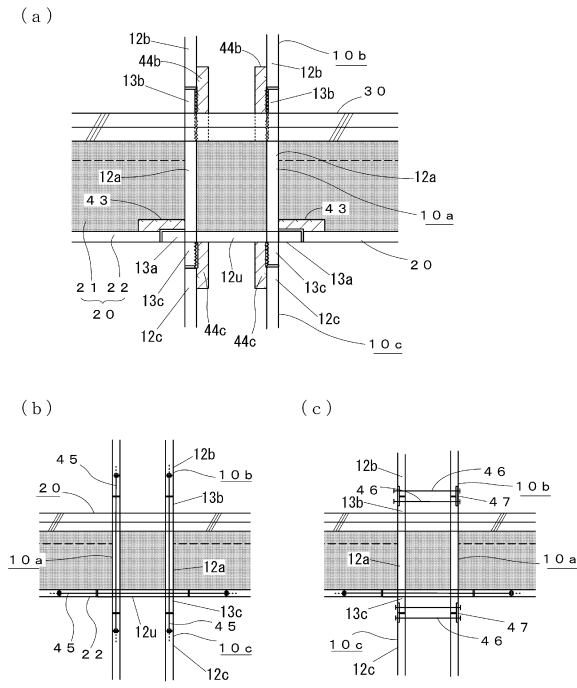 (a)
12b 44b 44b 10b
12b
13b 13b 30
12a 12a
43 43 10a
13a 12u 13a 20
21 22 13c 13c
20
12c 44c 44c 12c
10c
(b) (c)
45 12b 12b 46 46
20 10b 13b 10b
13b 47
10a 12a 12a 10a
13c 13c
45 22 12u 45 47
10c 10c 46
12c 12c